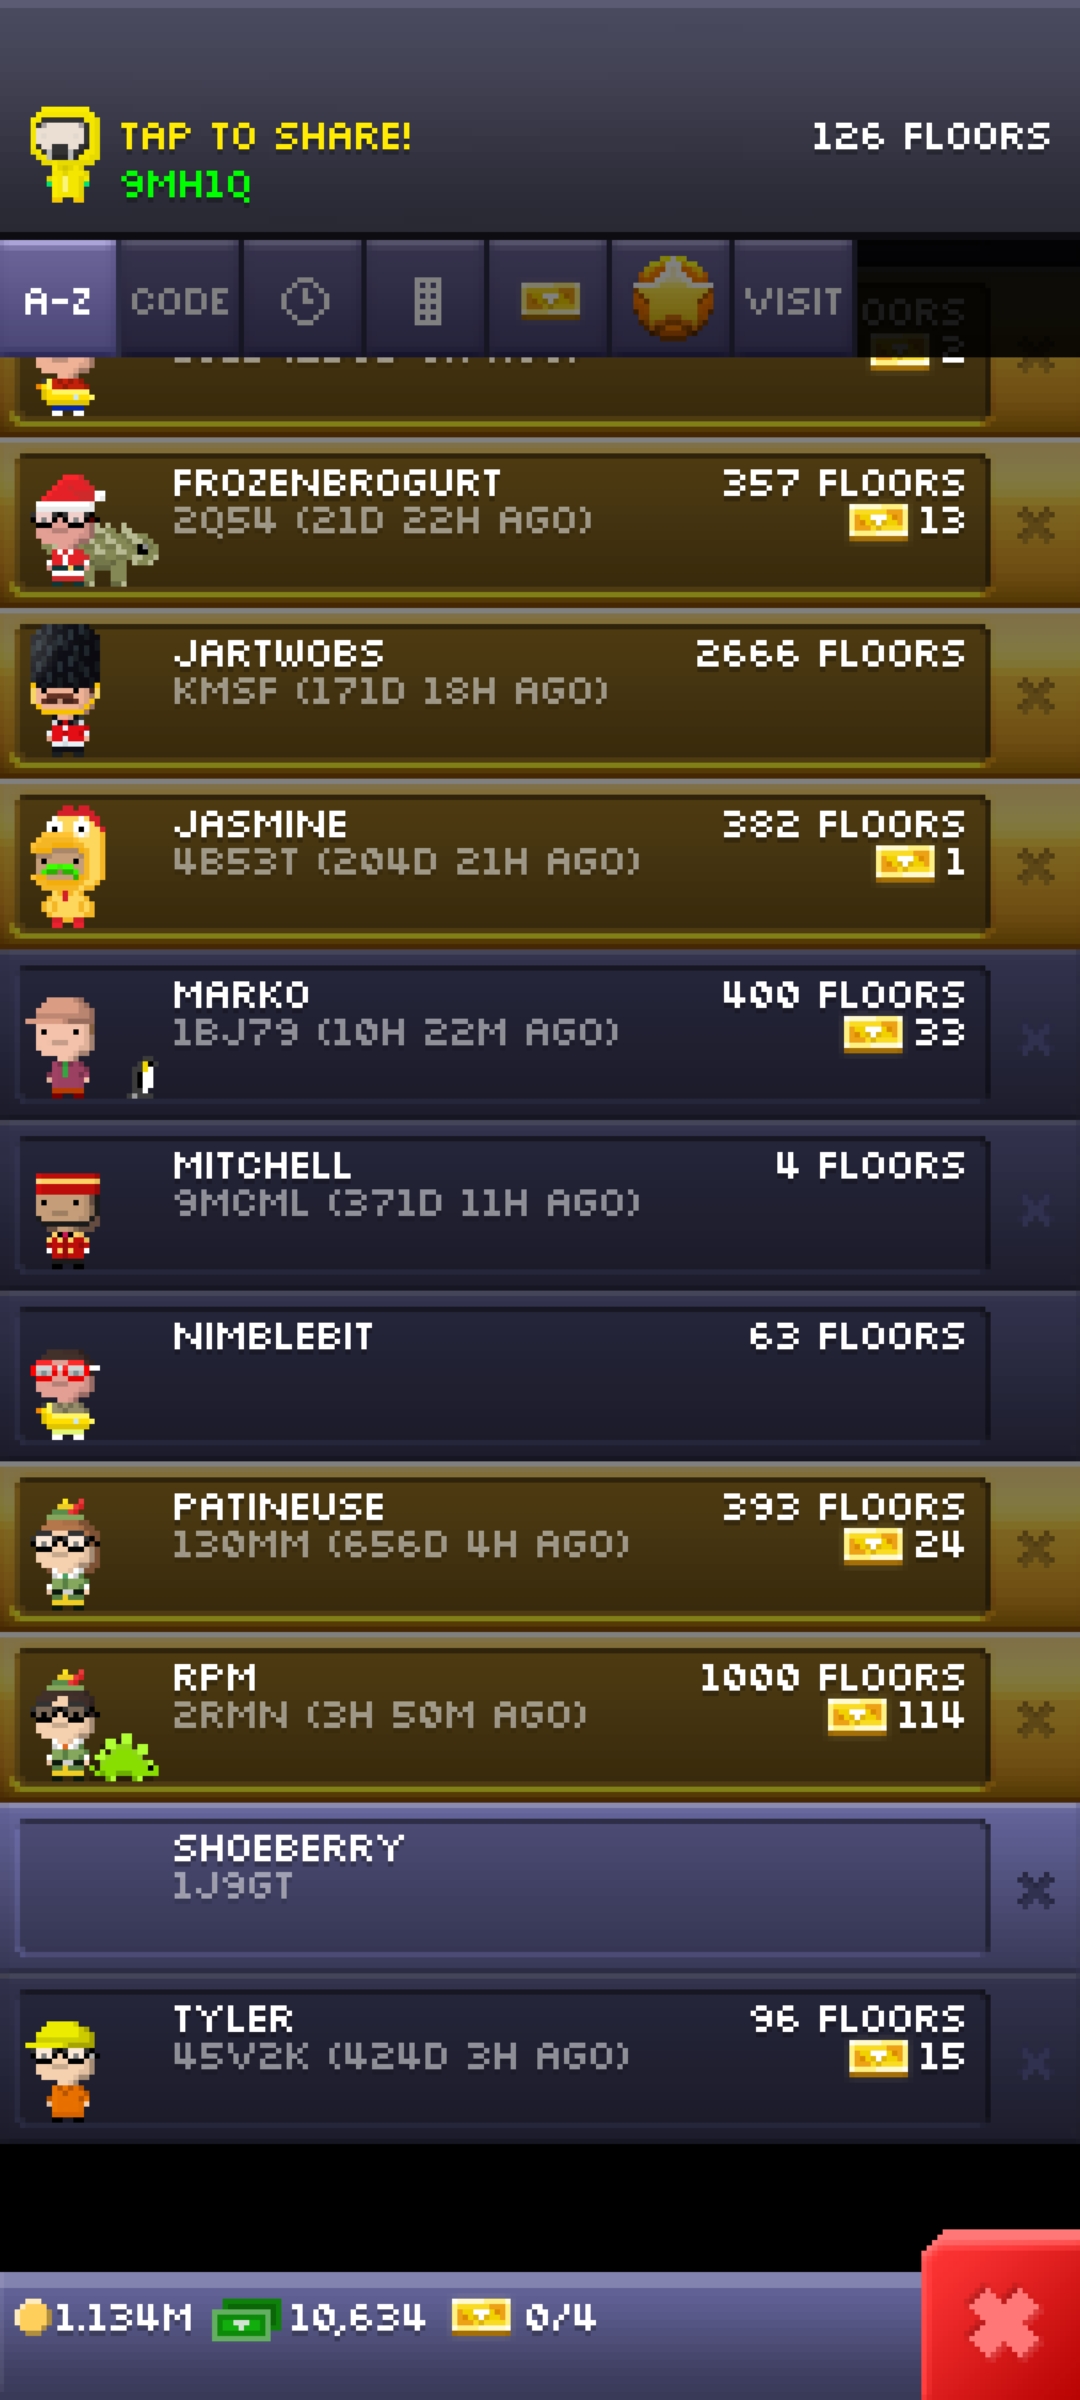 TAP TO SHARE!
126 FLOORS
9MH1Q
A-Z
CODE
VISIT
2
FROZENBROGURT
357 FLOORS
2Q54 (21D 22H AGO)
13
JARTWOBS
2666 FLOORS
KMSF (171D 18H AGO)
JASMINE
382 FLOORS
4B53T (204D 21H AGO)
1
MARKO
400 FLOORS
1BJ79 (10H 22M AGO)
33
MITCHELL
4 FLOORS
9MCML (371D 11H AGO)
NIMBLEBIT
63 FLOORS
PATINEUSE
393 FLOORS
130MM (656D 4H AGO)
24
RPM
1000 FLOORS
2RMN (3H 50M AGO)
114
SHOEBERRY
1J9GT
TYLER
96 FLOORS
45V2K (424D 3H AGO)
15
1.134M 10,634 0/4